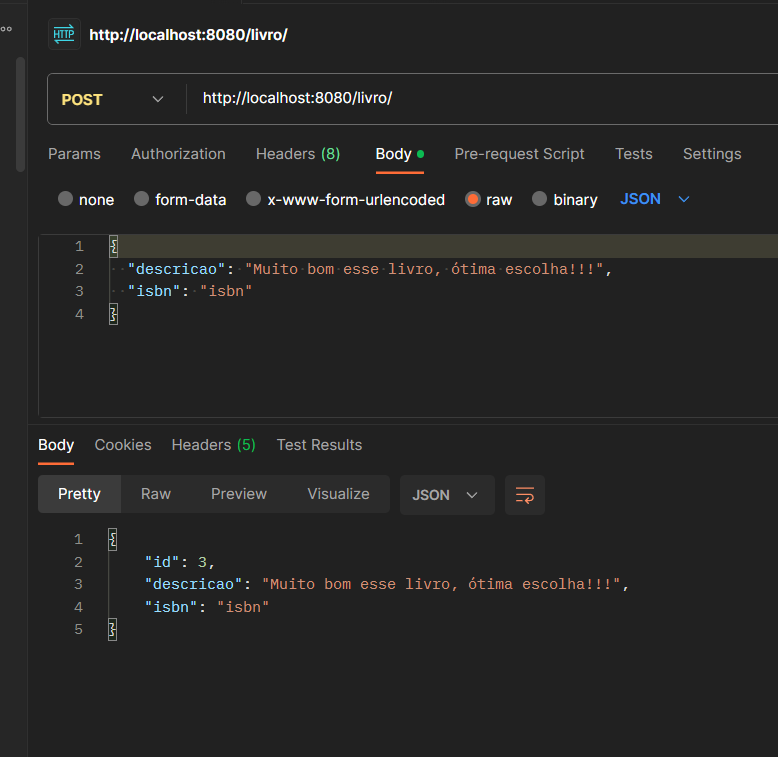 HTTP http://localhost:8080/livro/
POST http://localhost:8080/livro/
Params Authorization Headers (8) Body Pre-request Script Tests Settings
none form-data x-www-form-urlencoded raw binary JSON
1 {
2 "descricao": "Muito bom esse livro, ótima escolha!!!",
3 "isbn": "isbn"
4 }
Body Cookies Headers (5) Test Results
Pretty Raw Preview Visualize JSON
1 {
2 "id": 3,
3 "descricao": "Muito bom esse livro, ótima escolha!!!",
4 "isbn": "isbn"
5 }